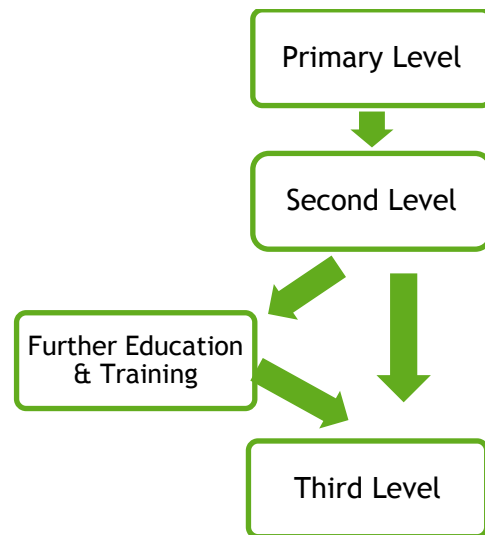 Primary Level
Second Level
Further Education
& Training
Third Level